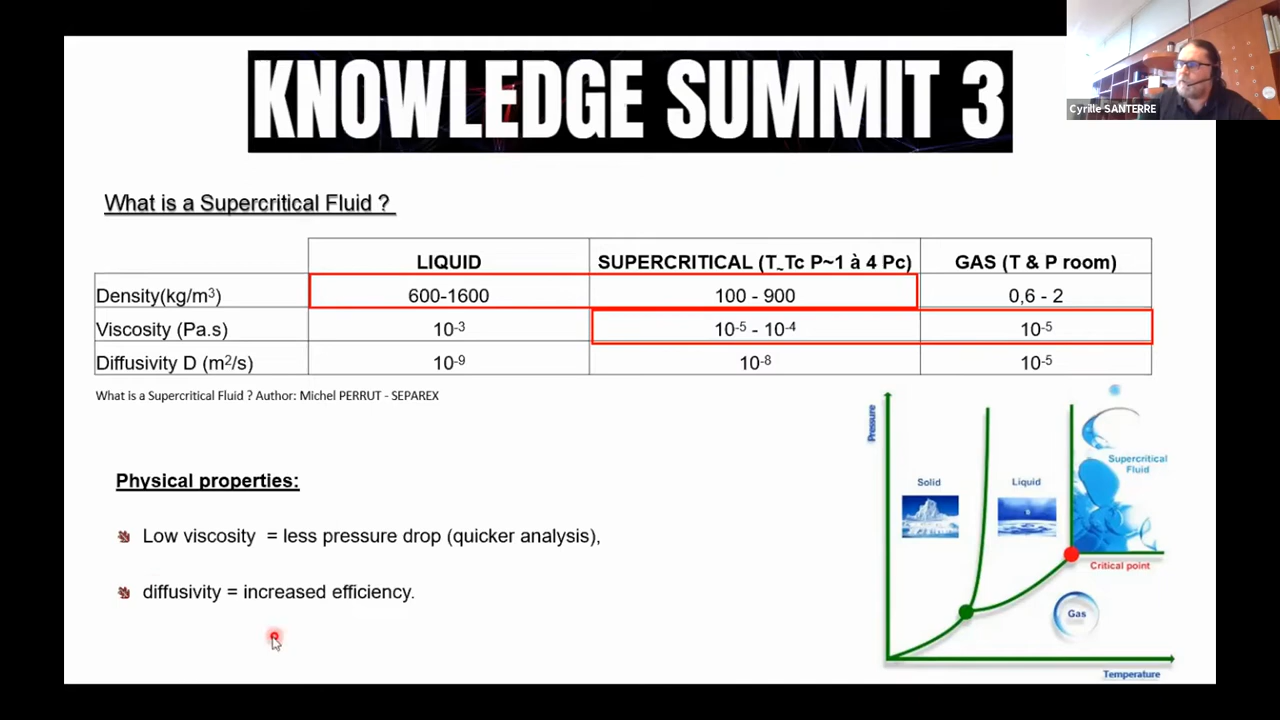 KNOWLEDGE SUMMIT 3
Cyrille SANTERRE
What is a Supercritical Fluid ?
LIQUID SUPERCRITICAL (T~Tc P~1 à 4 Pc) GAS (T & P room)
Density(kg/m³) 600-1600 100 - 900 0,6 - 2
Viscosity (Pa.s) 10⁻³ 10⁻⁵ - 10⁻⁴ 10⁻⁵
Diffusivity D (m²/s) 10⁻⁹ 10⁻⁸ 10⁻⁵
What is a Supercritical Fluid ? Author: Michel PERRUT - SEPAREX
Physical properties:
Low viscosity = less pressure drop (quicker analysis),
diffusivity = increased efficiency.
Pressure
Solid
Liquid
Supercritical
Fluid
Critical point
Gas
Temperature